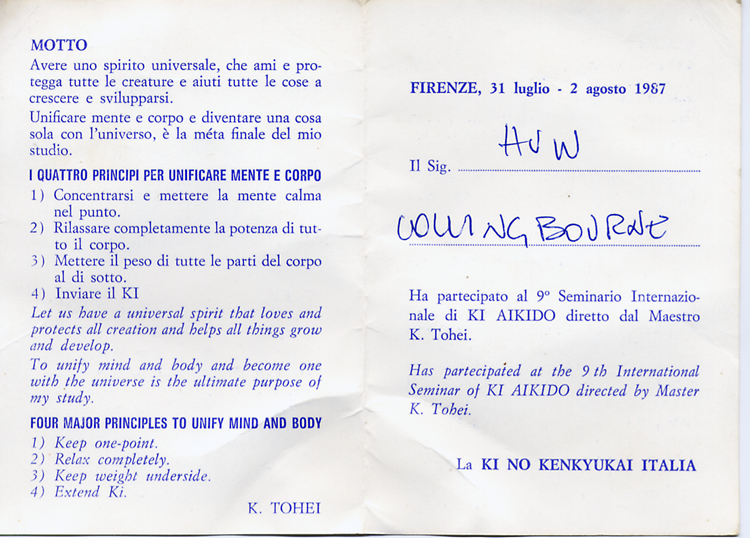 MOTTO
Avere uno spirito universale, che ami e pro-
tegga tutte le creature e aiuti tutte le cose a
crescere e svilupparsi.
Unificare mente e corpo e diventare una cosa
sola con l'universo, è la méta finale del mio
studio.
I QUATTRO PRINCIPI PER UNIFICARE MENTE E CORPO
1) Concentrarsi e mettere la mente calma
nel punto.
2) Rilassare completamente la potenza di tut-
to il corpo.
3) Mettere il peso di tutte le parti del corpo
al di sotto.
4) Inviare il KI
Let us have a universal spirit that loves and
protects all creation and helps all things grow
and develop.
To unify mind and body and become one
with the universe is the ultimate purpose of
my study.
FOUR MAJOR PRINCIPLES TO UNIFY MIND AND BODY
1) Keep one-point.
2) Relax completely.
3) Keep weight underside.
4) Extend Ki.
K. TOHEI
FIRENZE, 31 luglio - 2 agosto 1987
Il Sig. HUW
COLLINGBOURNE
Ha partecipato al 9° Seminario Internazio-
nale di KI AIKIDO diretto dal Maestro
K. Tohei.
Has partecipated at the 9th International
Seminar of KI AIKIDO directed by Master
K. Tohei.
La KI NO KENKYUKAI ITALIA